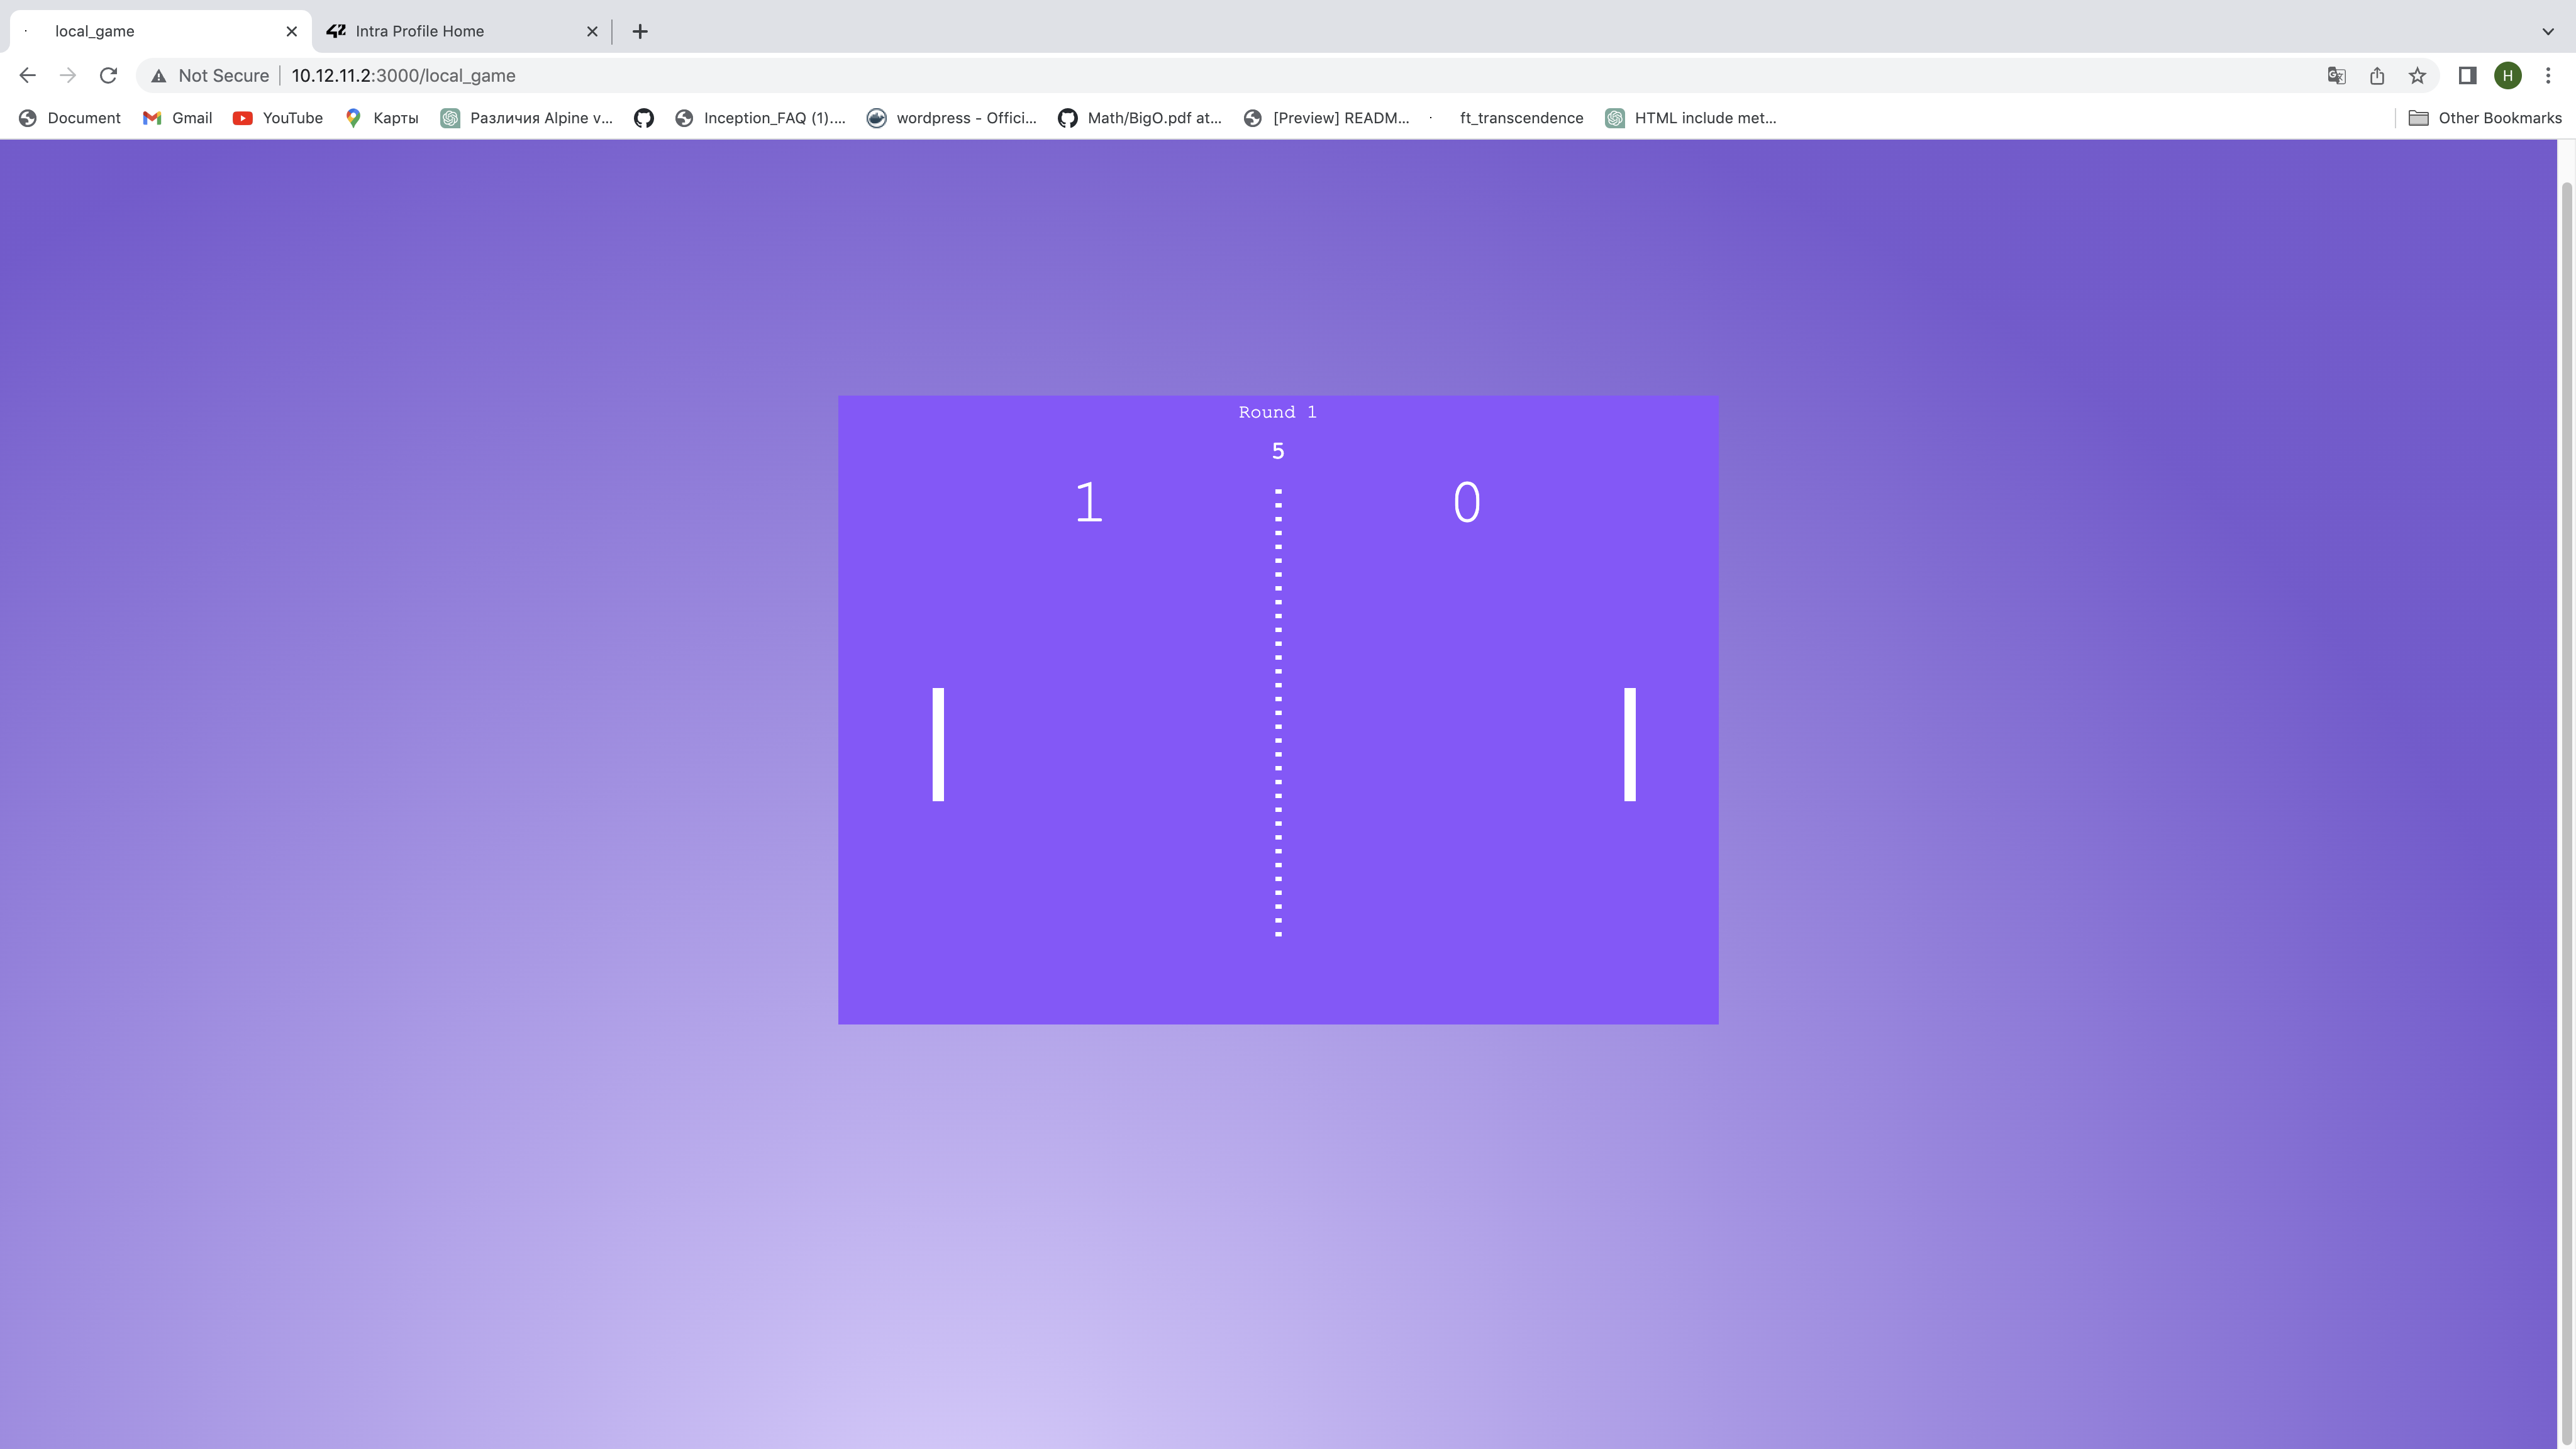 local_game
Intra Profile Home
Not Secure 10.12.11.2:3000/local_game
H
Document Gmail YouTube Карты Различия Alpine v... Inception_FAQ (1).... wordpress - Offici... Math/BigO.pdf at... [Preview] READM... ft_transcendence HTML include met... Other Bookmarks
Round 1
5
1 0